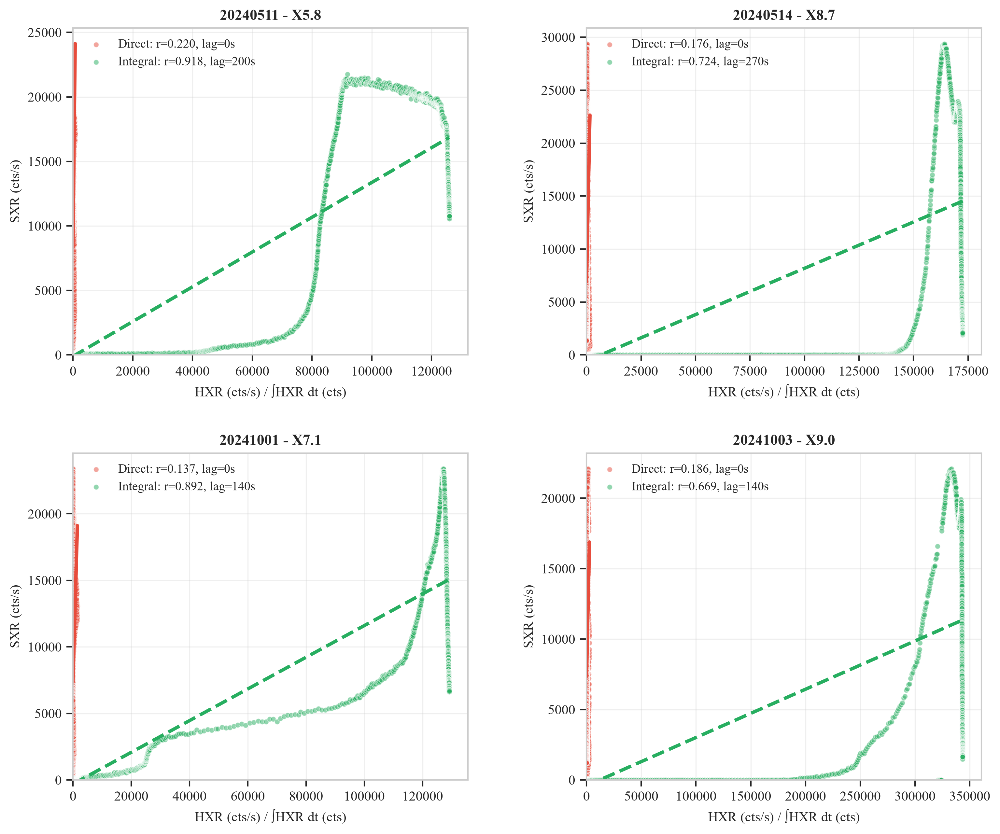 20240511 - X5.8
25000
20000
15000
10000
5000
0
SXR (cts/s)
Direct: r=0.220, lag=0s
Integral: r=0.918, lag=200s
0 20000 40000 60000 80000 100000 120000
HXR (cts/s) / ∫HXR dt (cts)
20240514 - X8.7
30000
25000
20000
15000
10000
5000
0
SXR (cts/s)
Direct: r=0.176, lag=0s
Integral: r=0.724, lag=270s
0 25000 50000 75000 100000 125000 150000 175000
HXR (cts/s) / ∫HXR dt (cts)
20241001 - X7.1
20000
15000
10000
5000
0
SXR (cts/s)
Direct: r=0.137, lag=0s
Integral: r=0.892, lag=140s
0 20000 40000 60000 80000 100000 120000
HXR (cts/s) / ∫HXR dt (cts)
20241003 - X9.0
20000
15000
10000
5000
0
SXR (cts/s)
Direct: r=0.186, lag=0s
Integral: r=0.669, lag=140s
0 50000 100000 150000 200000 250000 300000 350000
HXR (cts/s) / ∫HXR dt (cts)